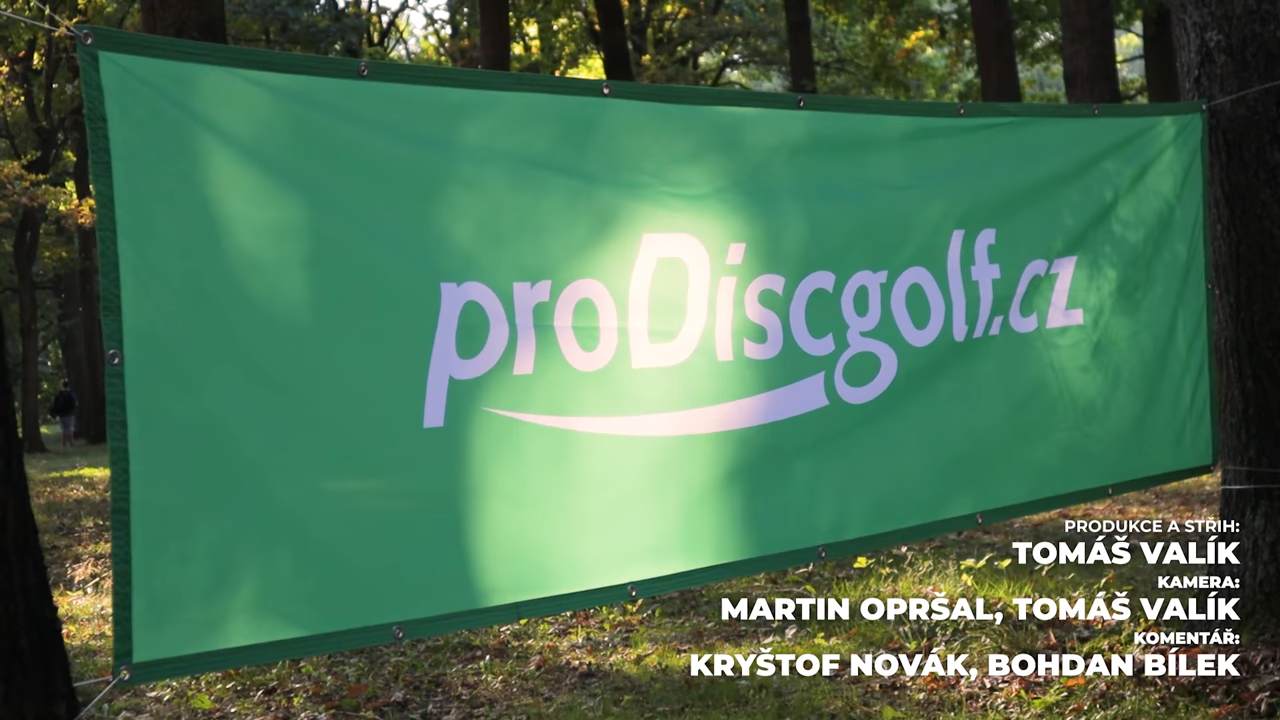 proDiscgolf.cz
PRODUKCE A STŘIH:
TOMÁŠ VALÍK
KAMERA:
MARTIN OPRŠAL, TOMÁŠ VALÍK
KOMENTÁŘ:
KRYŠTOF NOVÁK, BOHDAN BÍLEK